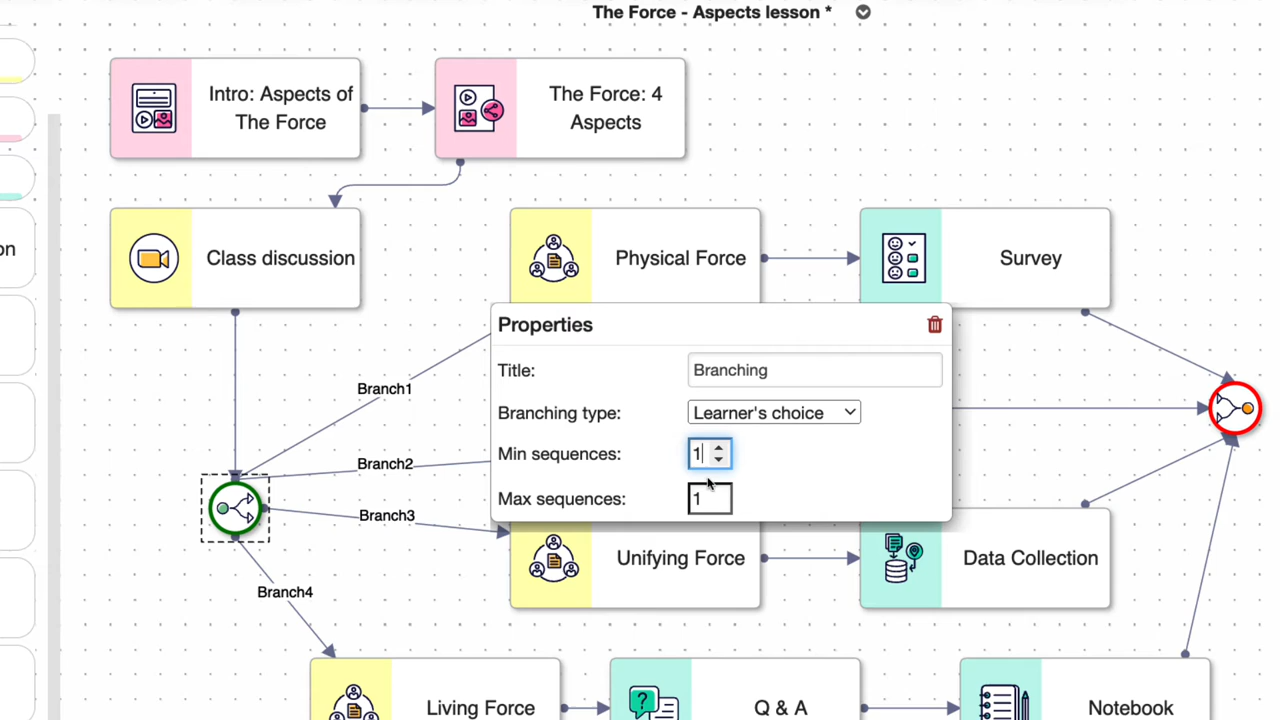 The Force - Aspects lesson *
Intro: Aspects of
The Force
The Force: 4
Aspects
on
Class discussion
Physical Force
Survey
Properties
Title:
Branching
Branching type:
Learner's choice
Min sequences:
1
Max sequences:
1
Branch1
Branch2
Branch3
Branch4
Unifying Force
Data Collection
Living Force
?
Q & A
Notebook